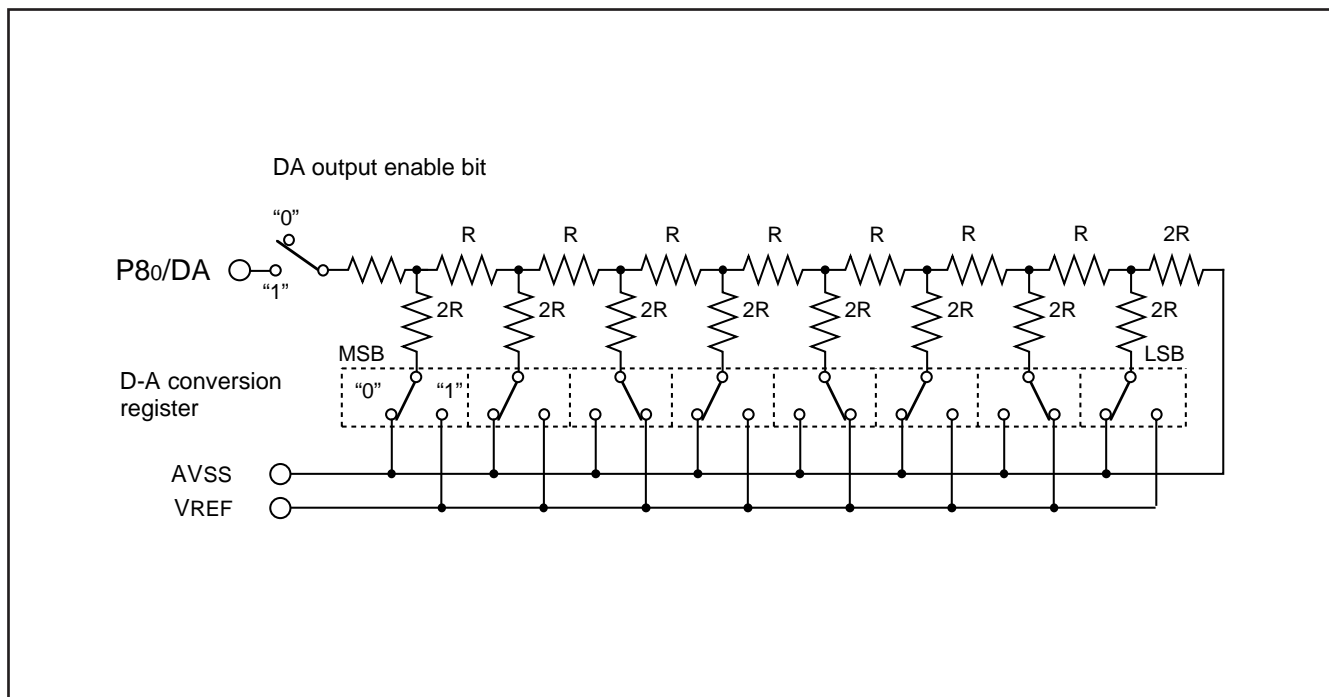 DA output enable bit
“0”
R R R R R R R 2R
P80/DA
“1”
2R 2R 2R 2R 2R 2R 2R 2R
MSB LSB
D-A conversion
register
“0” “1”
AVSS
VREF